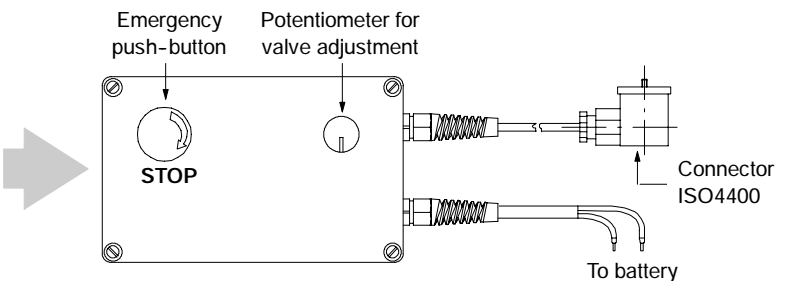 Emergency
push-button
Potentiometer for
valve adjustment
STOP
Connector
ISO4400
To battery